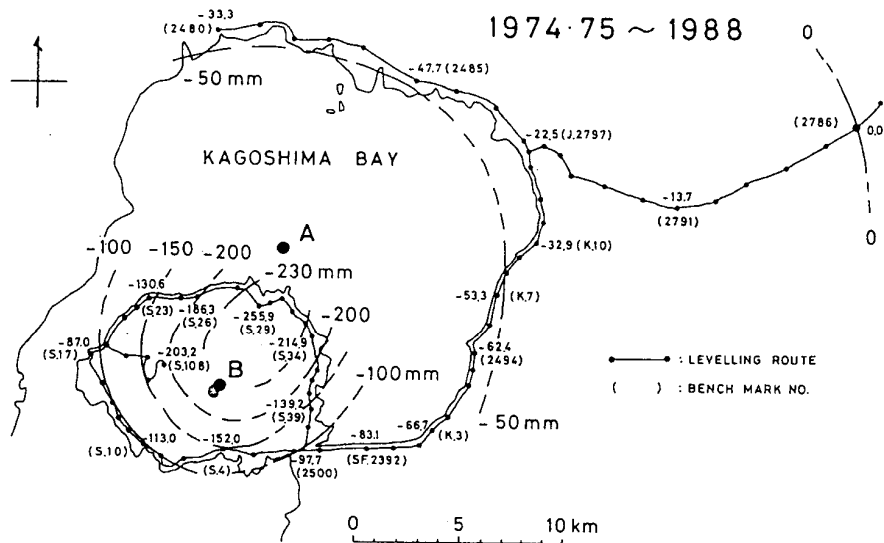 1974·75 ~ 1988
-33.3
(2480)
-50 mm
-47.7 (2485)
0
-22.5 (J.2797)
(2786)
0.0
KAGOSHIMA BAY
-13.7
(2791)
A
-32.9 (K.10)
0
-100
-150
-200
-230 mm
-130.6
(S.23)
-186.3
(S.26)
-255.9
(S.29)
-200
-53.3
(K.7)
-87.0
(S.17)
-203.2
(S.108)
-214.9
(S.34)
-62.4
(2494)
: LEVELLING ROUTE
B
-100 mm
( ) : BENCH MARK NO.
-139.2
(S.39)
-50 mm
-66.7
(K.3)
-113.0
(S.10)
-152.0
(S.4)
-83.1
(SF.2392)
-97.7
(2500)
0 5 10 km